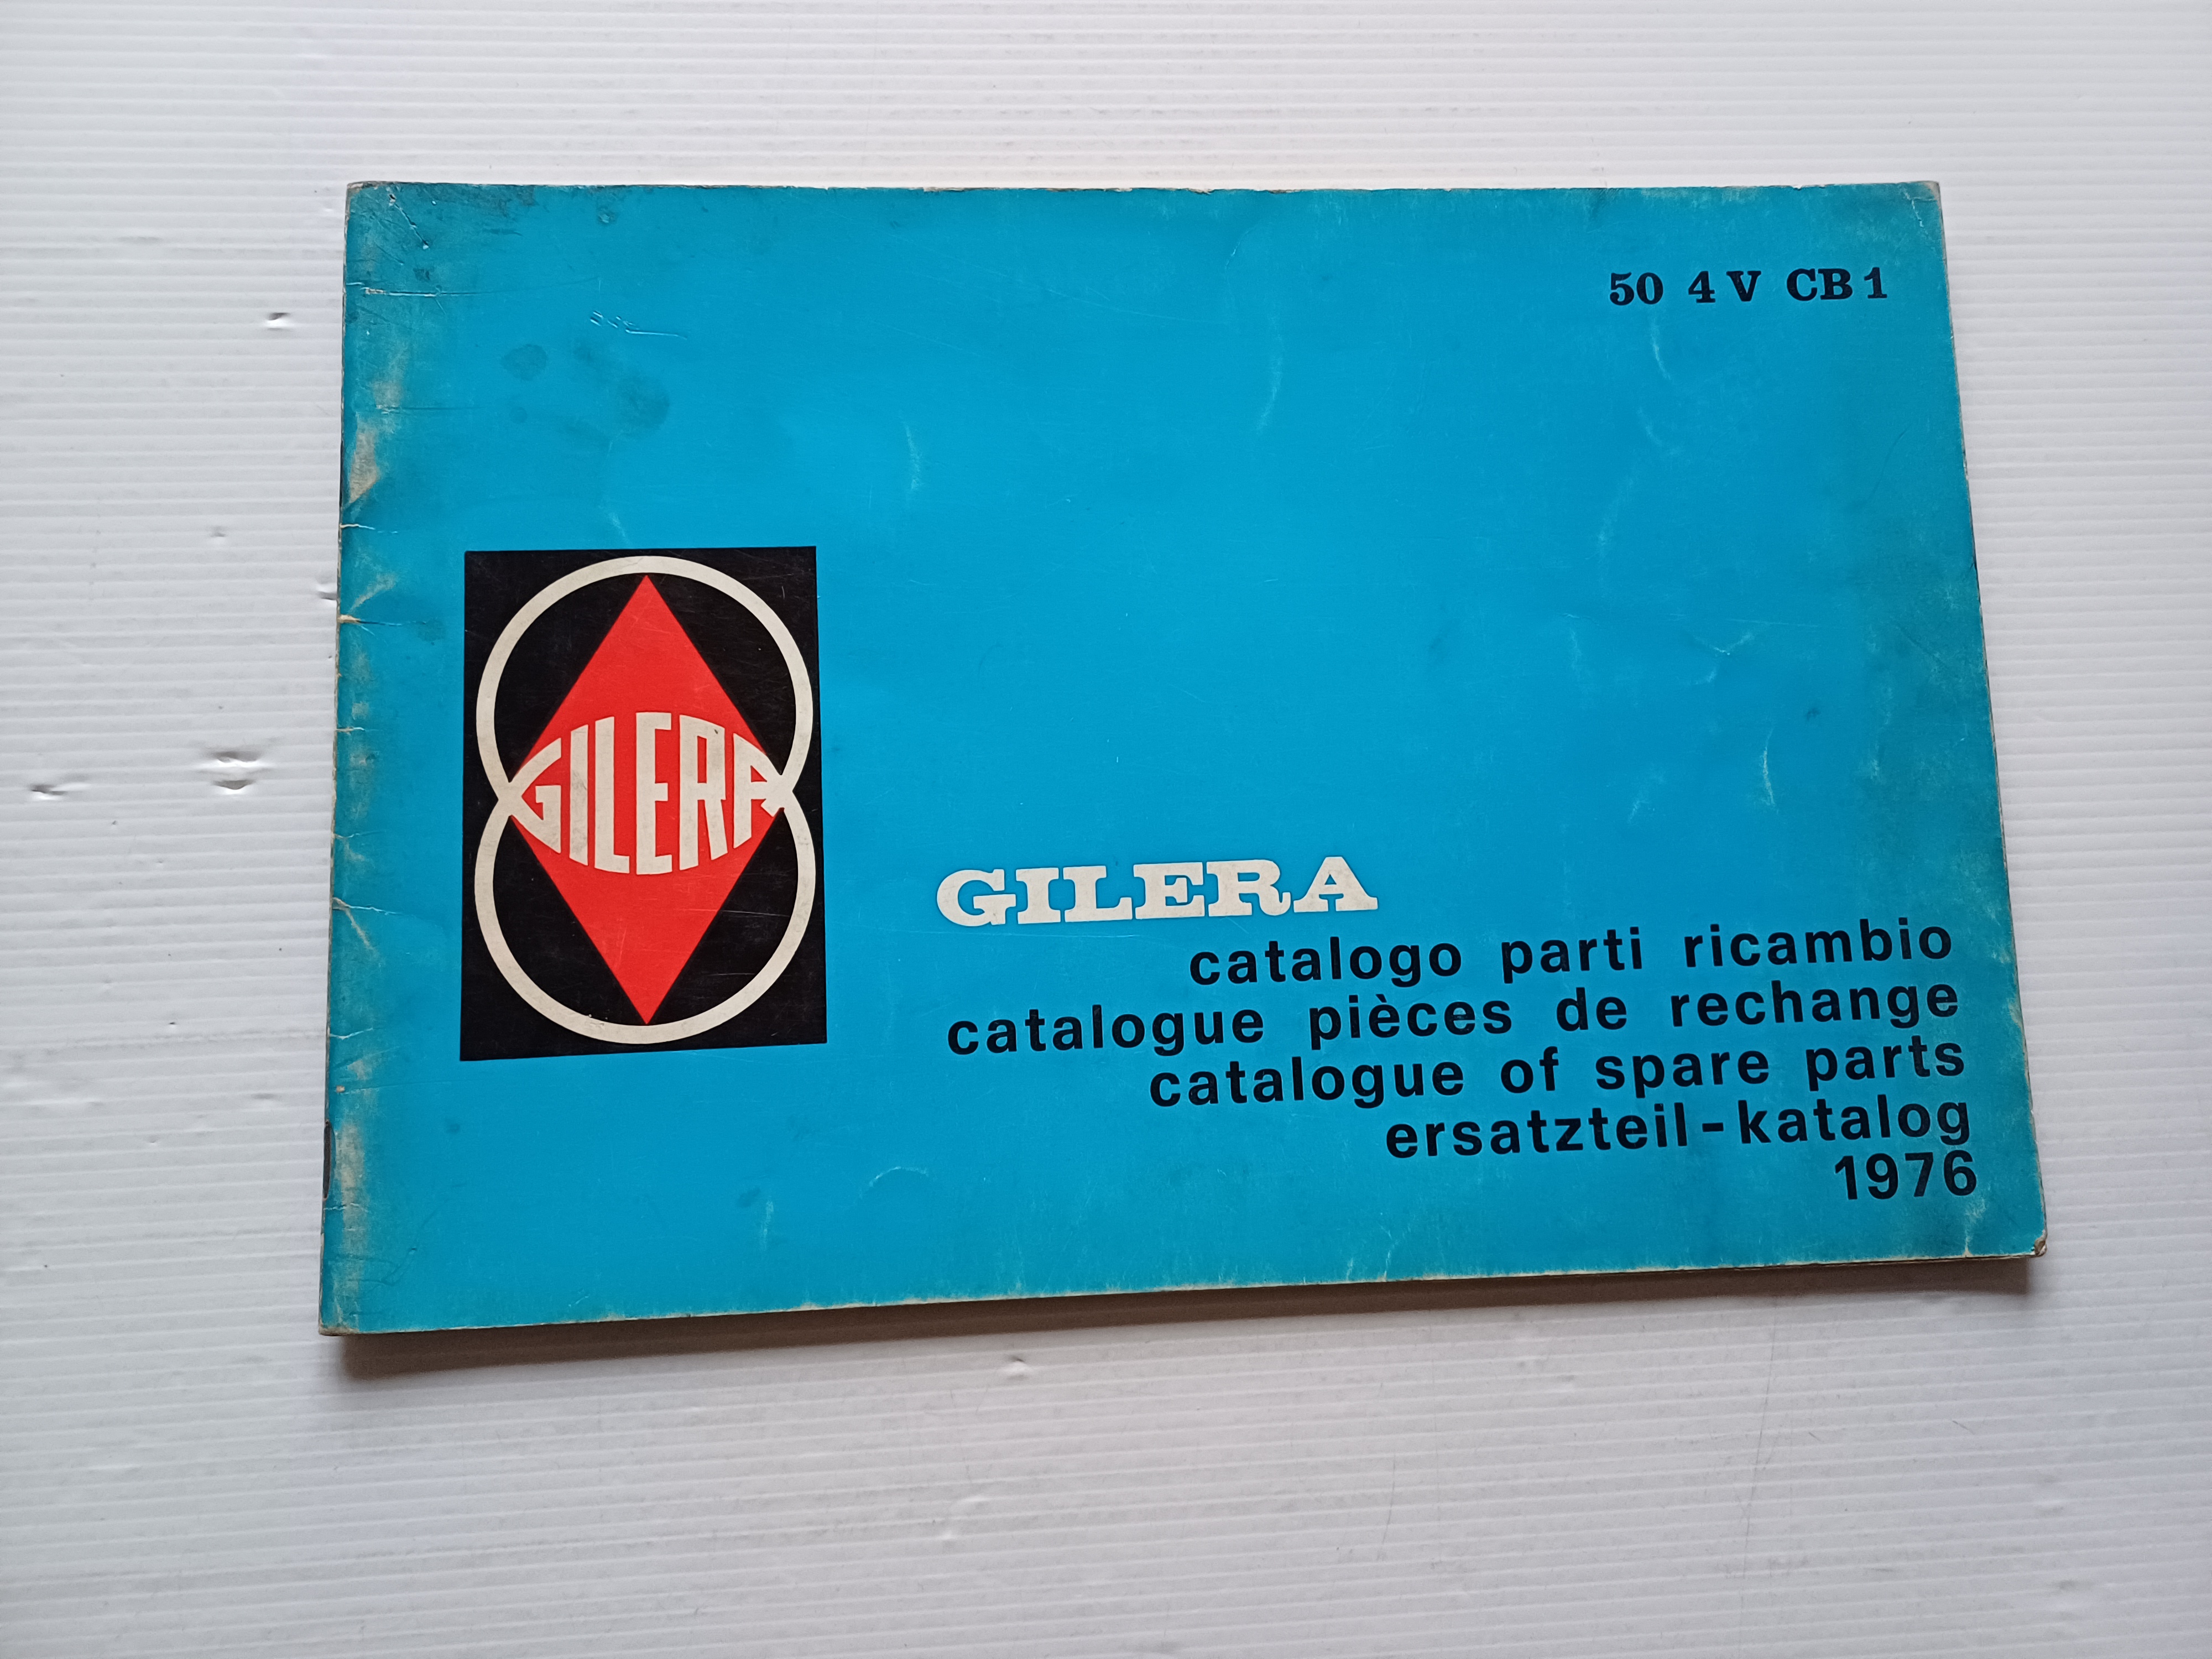 50 4 V CB 1
GILERA
GILERA
catalogo parti ricambio
catalogue pièces de rechange
catalogue of spare parts
ersatzteil-katalog
1976